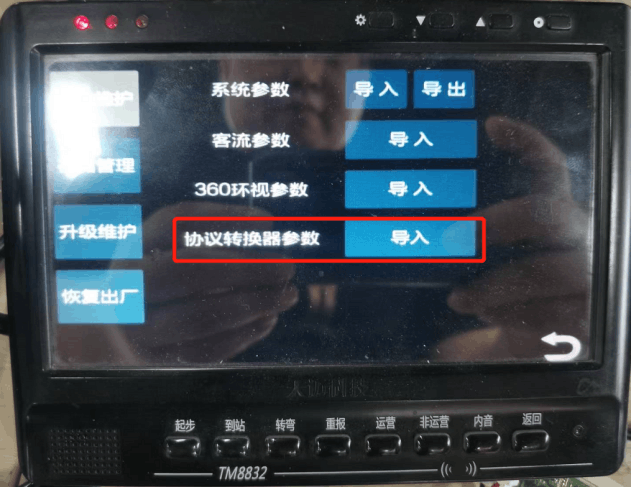 系统参数 导入 导出
维护
客流参数 导入
管理
360环视参数 导入
升级维护
协议转换器参数 导入
恢复出厂
起步 到站 转弯 重报 运营 非运营 内音 返回
TM8832